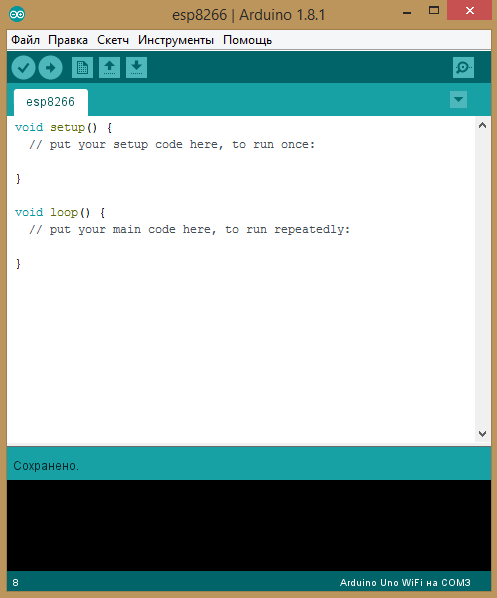 esp8266 | Arduino 1.8.1
Файл Правка Скетч Инструменты Помощь
esp8266
void setup() {
  // put your setup code here, to run once:
}
void loop() {
  // put your main code here, to run repeatedly:
}
Сохранено.
8 Arduino Uno WiFi на COM3